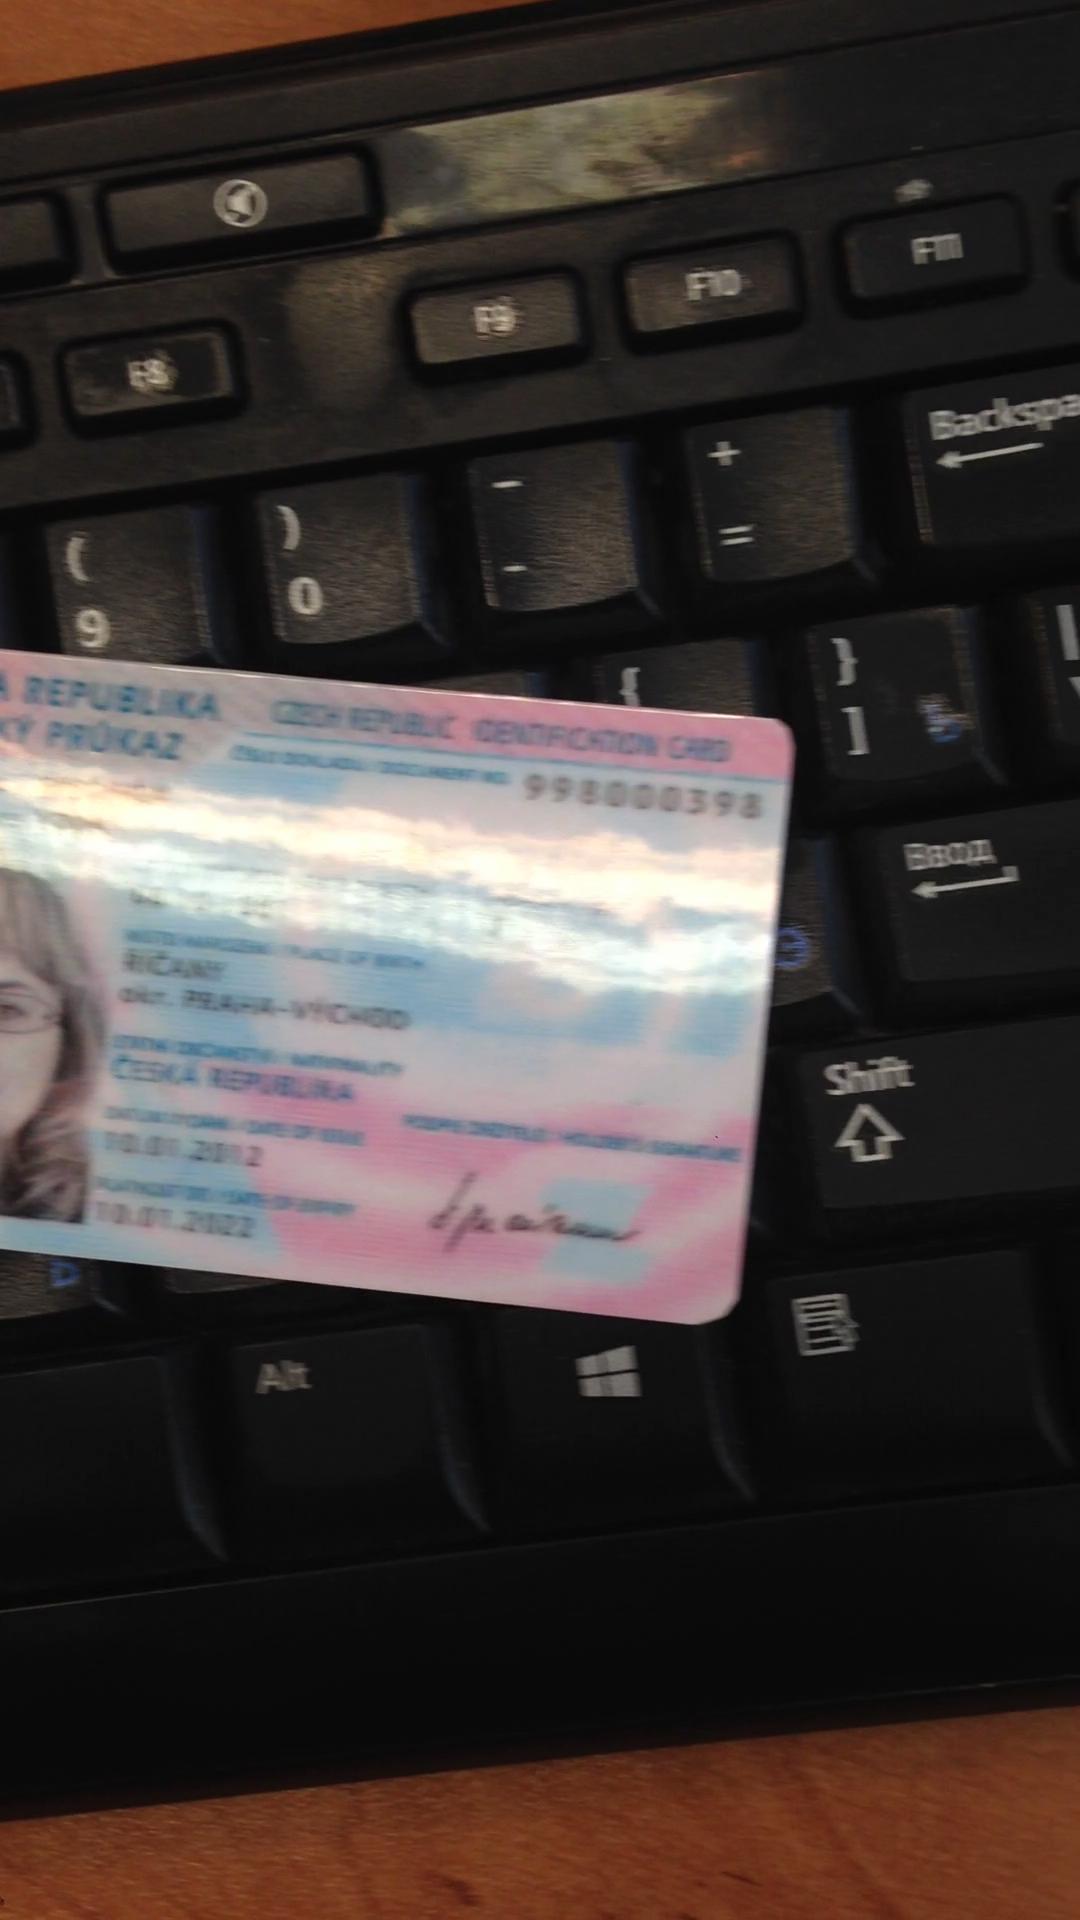 F8 F9 F10 F11
( ) - + Backspa
9 0 - =
{ }
]
Ввод
Shift
Alt
A REPUBLIKA CZECH REPUBLIC IDENTIFICATION CARD
KÝ PRŮKAZ ČÍSLO DOKLADU / DOCUMENT NO. 998000398
MÍSTO NAROZENÍ / PLACE OF BIRTH
ŘÍČANY
okr. PRAHA-VÝCHOD
STÁTNÍ OBČANSTVÍ / NATIONALITY
ČESKÁ REPUBLIKA
DATUM VYDÁNÍ / DATE OF ISSUE PODPIS DRŽITELE / HOLDER'S SIGNATURE
10.01.2012
PLATNOST DO / DATE OF EXPIRY
10.01.2022